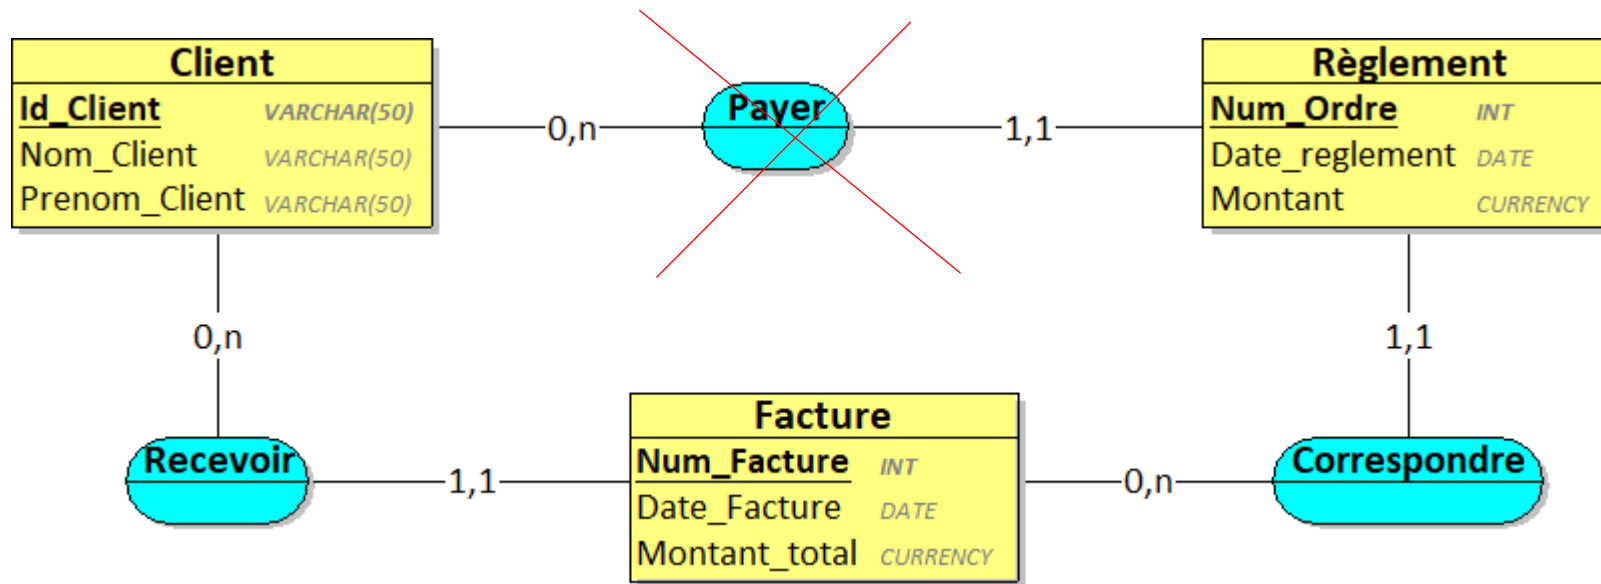 Client
Id_Client VARCHAR(50)
Nom_Client VARCHAR(50)
Prenom_Client VARCHAR(50)
0,n
Payer
1,1
Règlement
Num_Ordre INT
Date_reglement DATE
Montant CURRENCY
0,n
1,1
Recevoir
1,1
Facture
Num_Facture INT
Date_Facture DATE
Montant_total CURRENCY
0,n
Correspondre